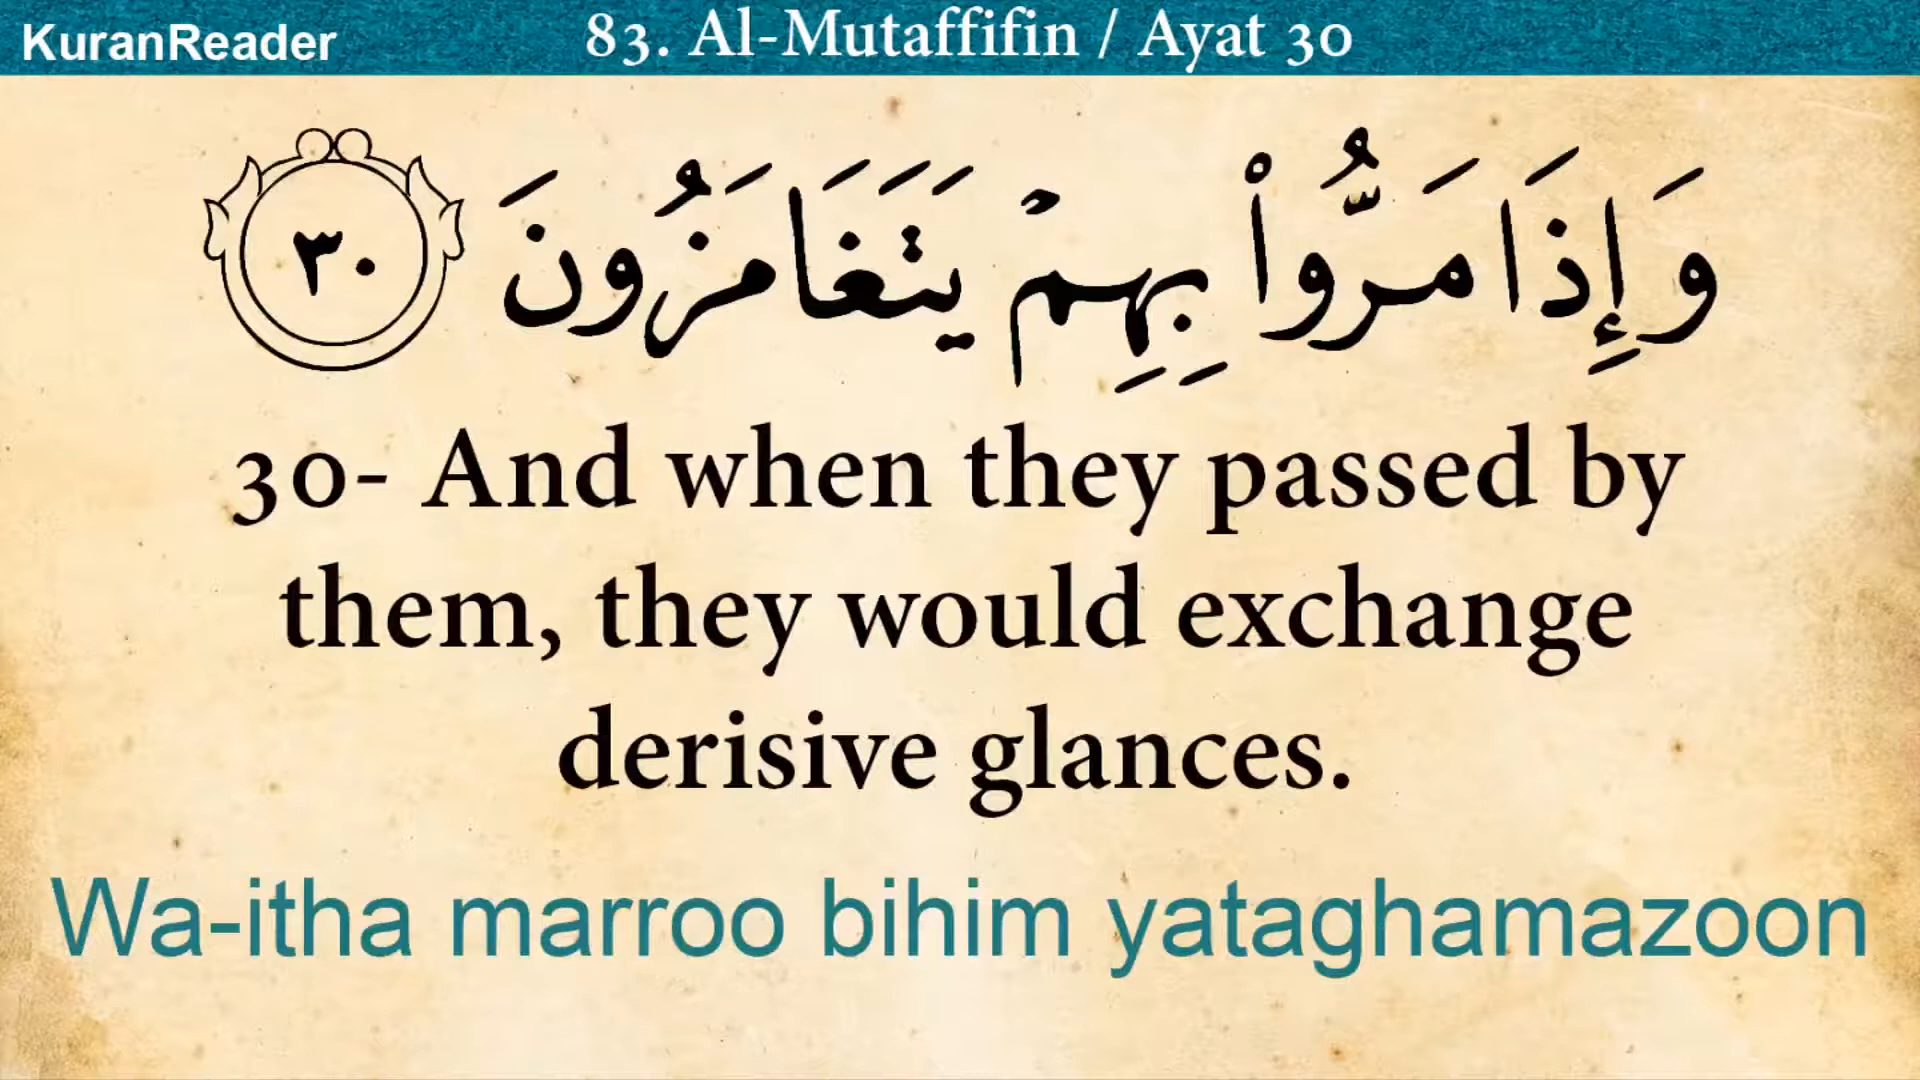 KuranReader
83. Al-Mutaffifin / Ayat 30
وَإِذَا مَرُّوا۟ بِهِمْ يَتَغَامَزُونَ ٣٠
30- And when they passed by
them, they would exchange
derisive glances.
Wa-itha marroo bihim yataghamazoon